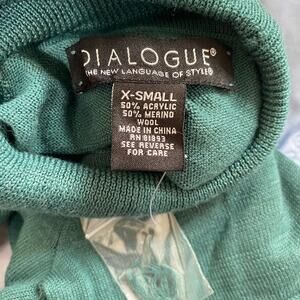 DIALOGUE®
THE NEW LANGUAGE OF STYLE®
X-SMALL
50% ACRYLIC
50% MERINO
WOOL
MADE IN CHINA
RN 81893
SEE REVERSE
FOR CARE